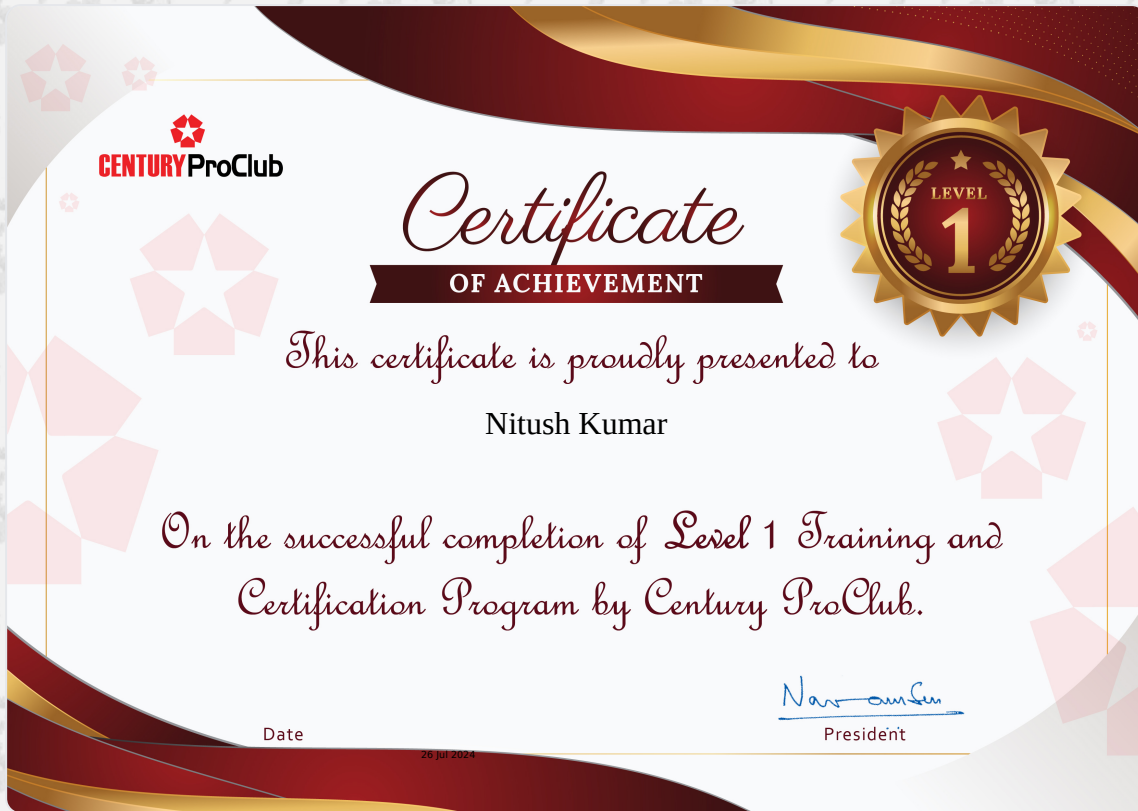 CENTURY ProClub
LEVEL
1
Certificate
OF ACHIEVEMENT
This certificate is proudly presented to
Nitush Kumar
On the successful completion of Level 1 Training and
Certification Program by Century ProClub.
Date
President
26 Jul 2024